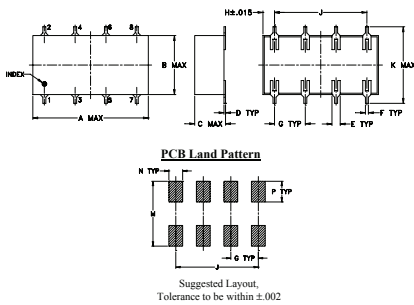 H±.015
J
2
4
6
8
B MAX
K MAX
INDEX
1
3
5
7
A MAX
C MAX
D TYP
G TYP
E TYP
F TYP
PCB Land Pattern
N TYP
P TYP
M
G TYP
J
Suggested Layout,
Tolerance to be within ±.002